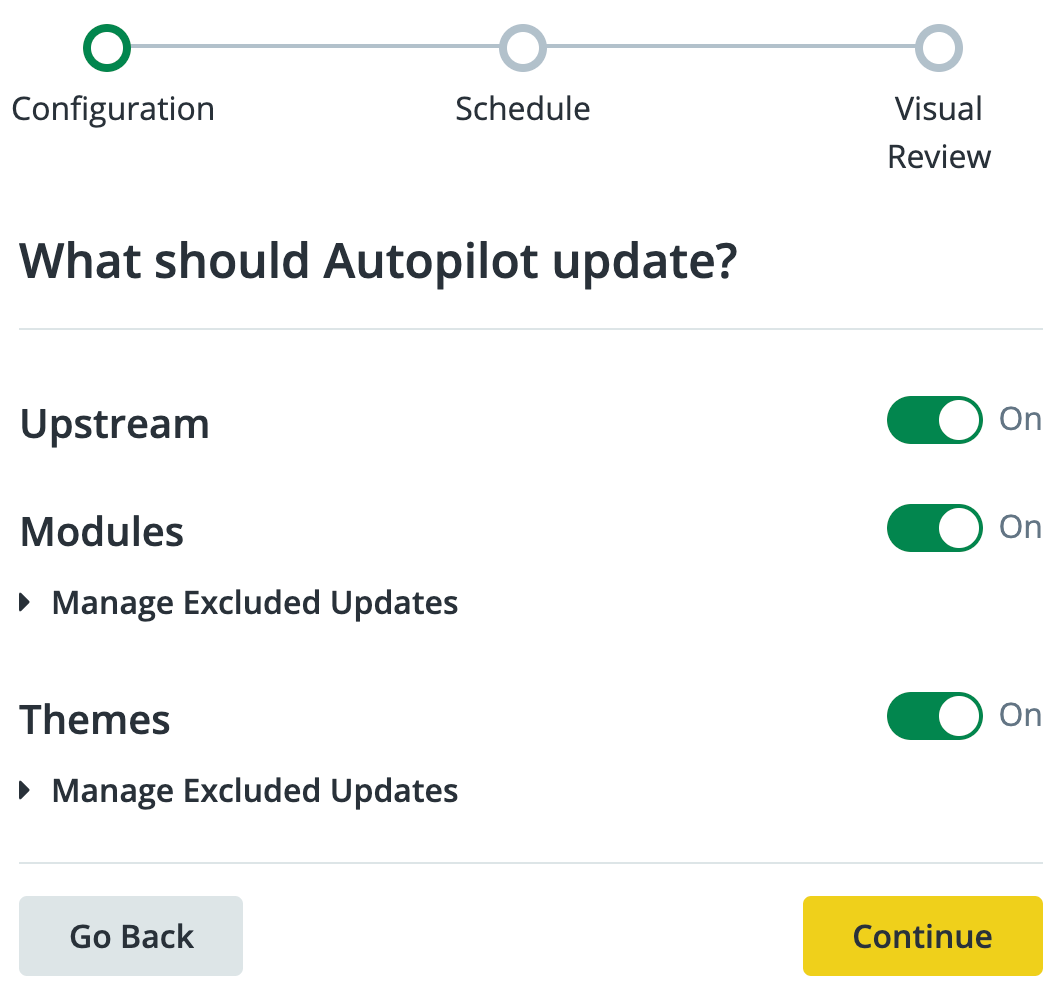 Configuration
Schedule
Visual
Review
What should Autopilot update?
Upstream
On
Modules
On
Manage Excluded Updates
Themes
On
Manage Excluded Updates
Go Back
Continue